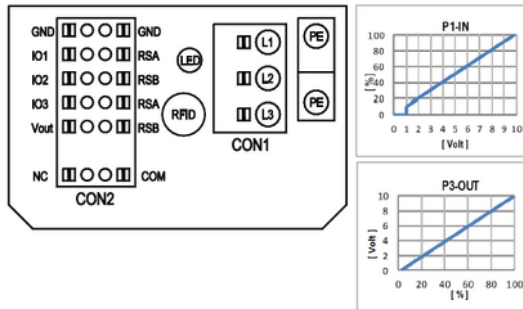 GND GND
IO1 RSA
IO2 RSB
IO3 RSA
Vout RSB
NC COM
CON2
LED
RFID
L1
L2
L3
CON1
PE
PE
P1-IN
[%]
100
80
60
40
20
0
0 1 2 3 4 5 6 7 8 9 10
[ Volt ]
P3-OUT
[Volt]
10
8
6
4
2
0
0 20 40 60 80 100
[ % ]